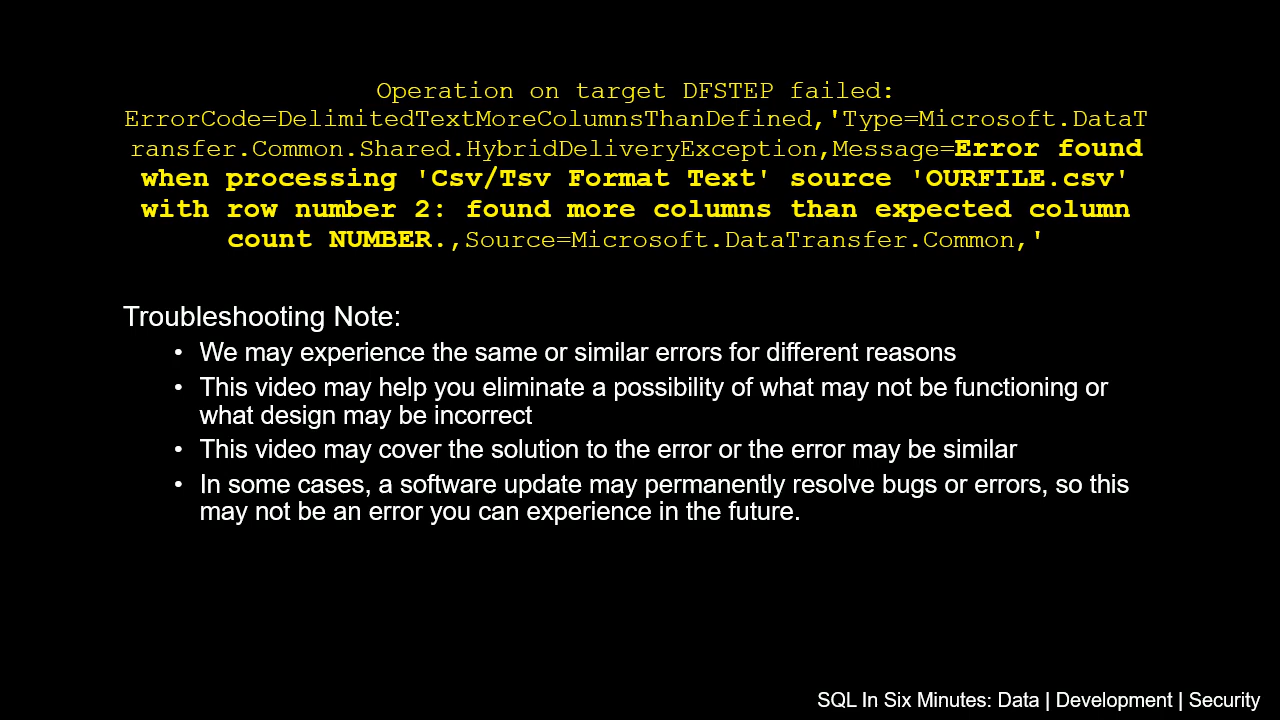 Operation on target DFSTEP failed:
ErrorCode=DelimitedTextMoreColumnsThanDefined,'Type=Microsoft.DataT
ransfer.Common.Shared.HybridDeliveryException,Message=Error found
when processing 'Csv/Tsv Format Text' source 'OURFILE.csv'
with row number 2: found more columns than expected column
count NUMBER.,Source=Microsoft.DataTransfer.Common,'
Troubleshooting Note:
• We may experience the same or similar errors for different reasons
• This video may help you eliminate a possibility of what may not be functioning or
what design may be incorrect
• This video may cover the solution to the error or the error may be similar
• In some cases, a software update may permanently resolve bugs or errors, so this
may not be an error you can experience in the future.
SQL In Six Minutes: Data | Development | Security